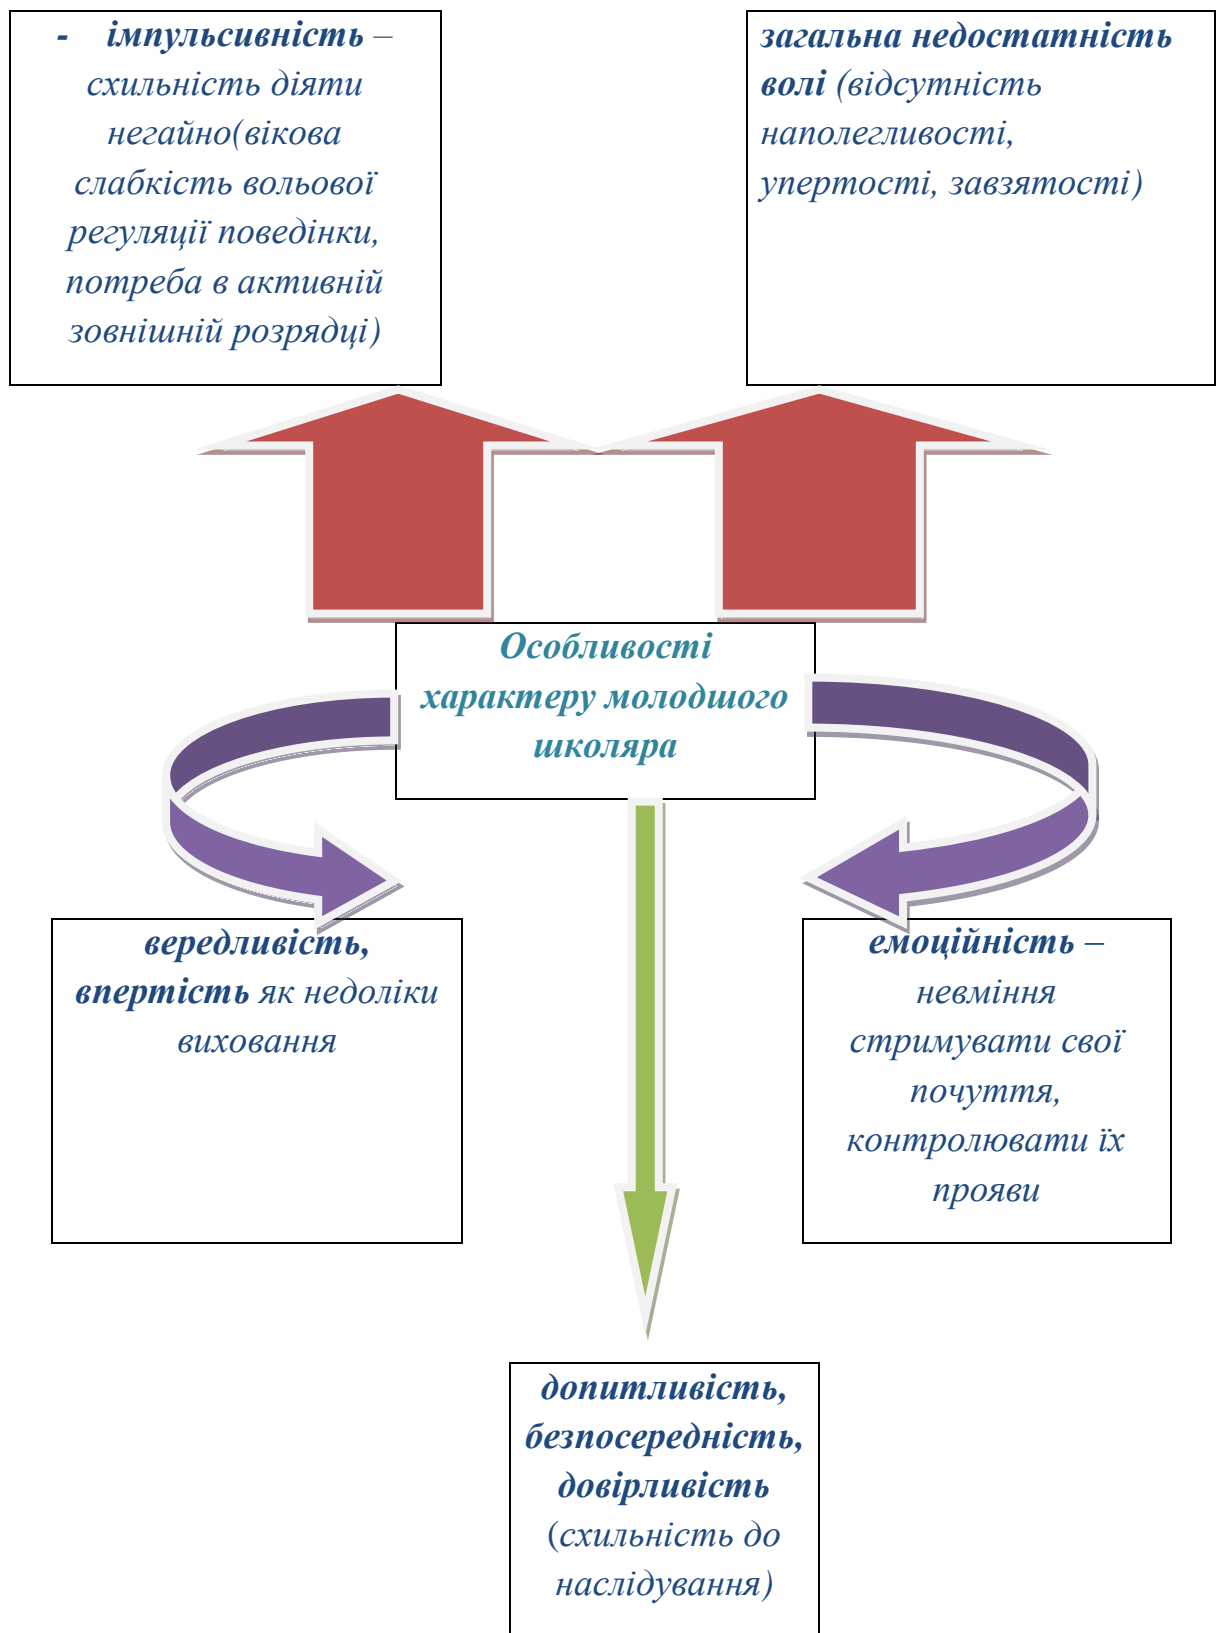 - імпульсивність –
схильність діяти
негайно(вікова
слабкість вольової
регуляції поведінки,
потреба в активній
зовнішній розрядці)
загальна недостатність
волі (відсутність
наполегливості,
упертості, завзятості)
Особливості
характеру молодшого
школяра
вередливість,
впертість як недоліки
виховання
емоційність –
невміння
стримувати свої
почуття,
контролювати їх
прояви
допитливість,
безпосередність,
довірливість
(схильність до
наслідування)